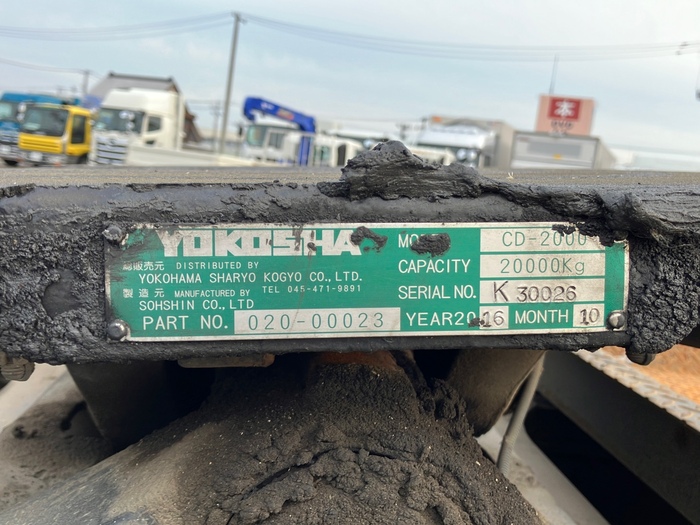 本
YOKOSHA
総販売元 DISTRIBUTED BY
YOKOHAMA SHARYO KOGYO CO., LTD.
製造元 MANUFACTURED BY TEL 045-471-9891
SOHSHIN CO., LTD
PART NO. 020-00023
CD-2000
CAPACITY 20000Kg
SERIAL NO. K 30026
YEAR 2016 MONTH 10